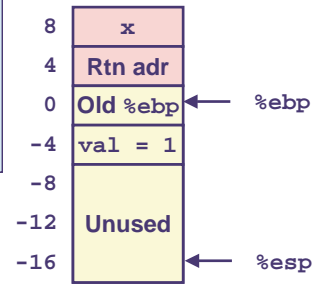 8 x
4 Rtn adr
0 Old %ebp %ebp
-4 val = 1
-8
-12 Unused
-16 %esp